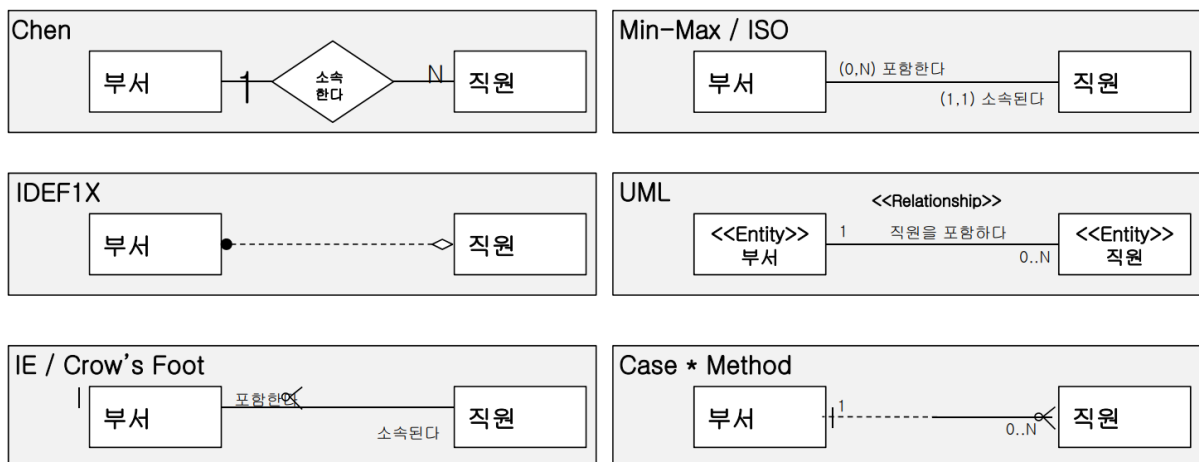 Chen
부서
1
소속
한다
N
직원
Min-Max / ISO
부서
(0,N) 포함한다
(1,1) 소속된다
직원
IDEF1X
부서
직원
UML
<<Relationship>>
<<Entity>>
부서
1
직원을 포함하다
0..N
<<Entity>>
직원
IE / Crow's Foot
부서
포함한다
소속된다
직원
Case * Method
부서
1
0..N
직원